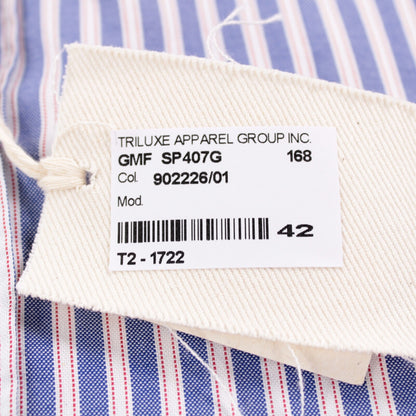 TRILUXE APPAREL GROUP INC.
GMF SP407G 168
Col. 902226/01
Mod.
42
T2 - 1722